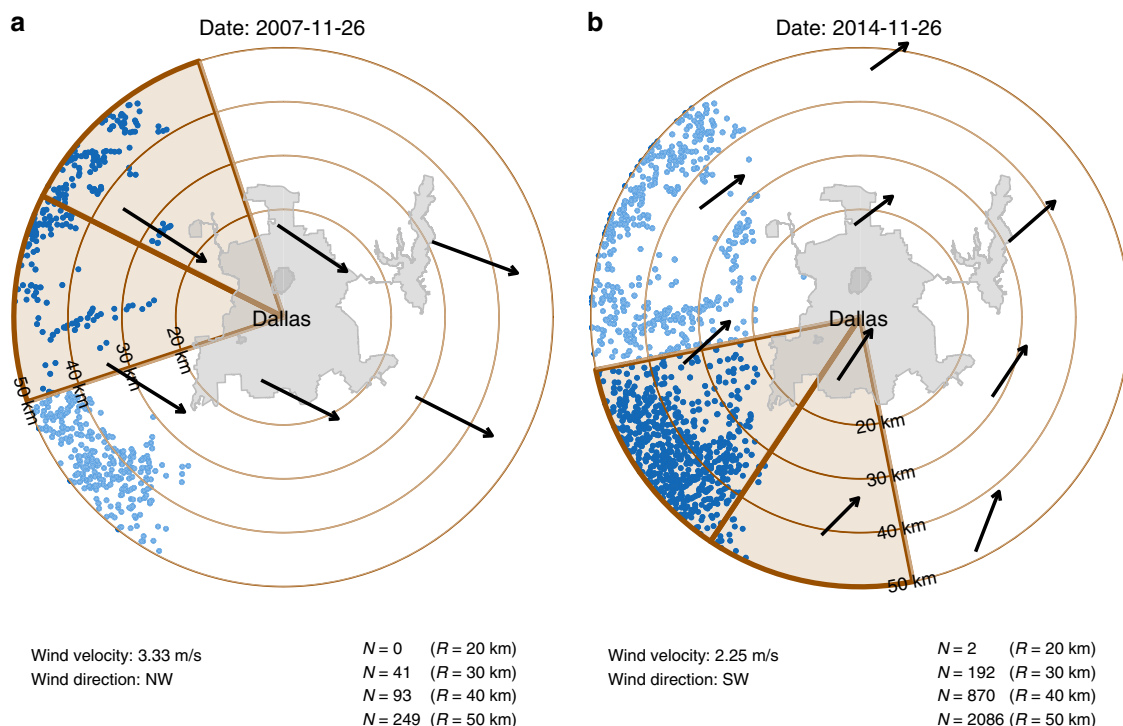 a
Date: 2007-11-26
Dallas
20 km
30 km
40 km
50 km
Wind velocity: 3.33 m/s
Wind direction: NW
N = 0 (R = 20 km)
N = 41 (R = 30 km)
N = 93 (R = 40 km)
N = 249 (R = 50 km)
b
Date: 2014-11-26
Dallas
20 km
30 km
40 km
50 km
Wind velocity: 2.25 m/s
Wind direction: SW
N = 2 (R = 20 km)
N = 192 (R = 30 km)
N = 870 (R = 40 km)
N = 2086 (R = 50 km)